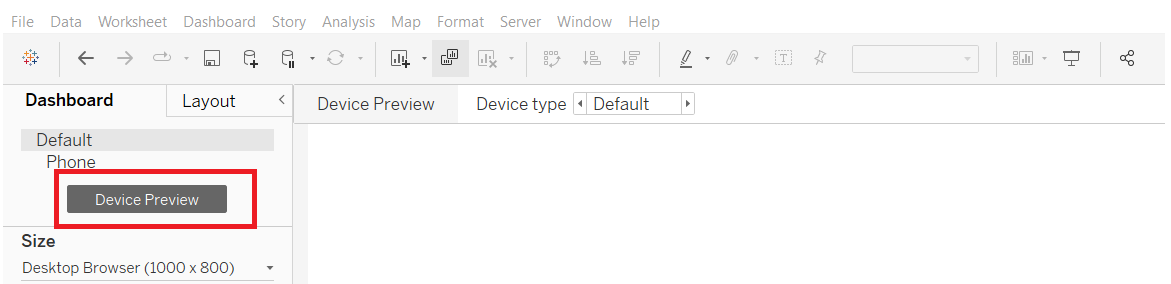 File Data Worksheet Dashboard Story Analysis Map Format Server Window Help
Dashboard Layout
Device Preview Device type Default
Default
Phone
Device Preview
Size
Desktop Browser (1000 x 800)